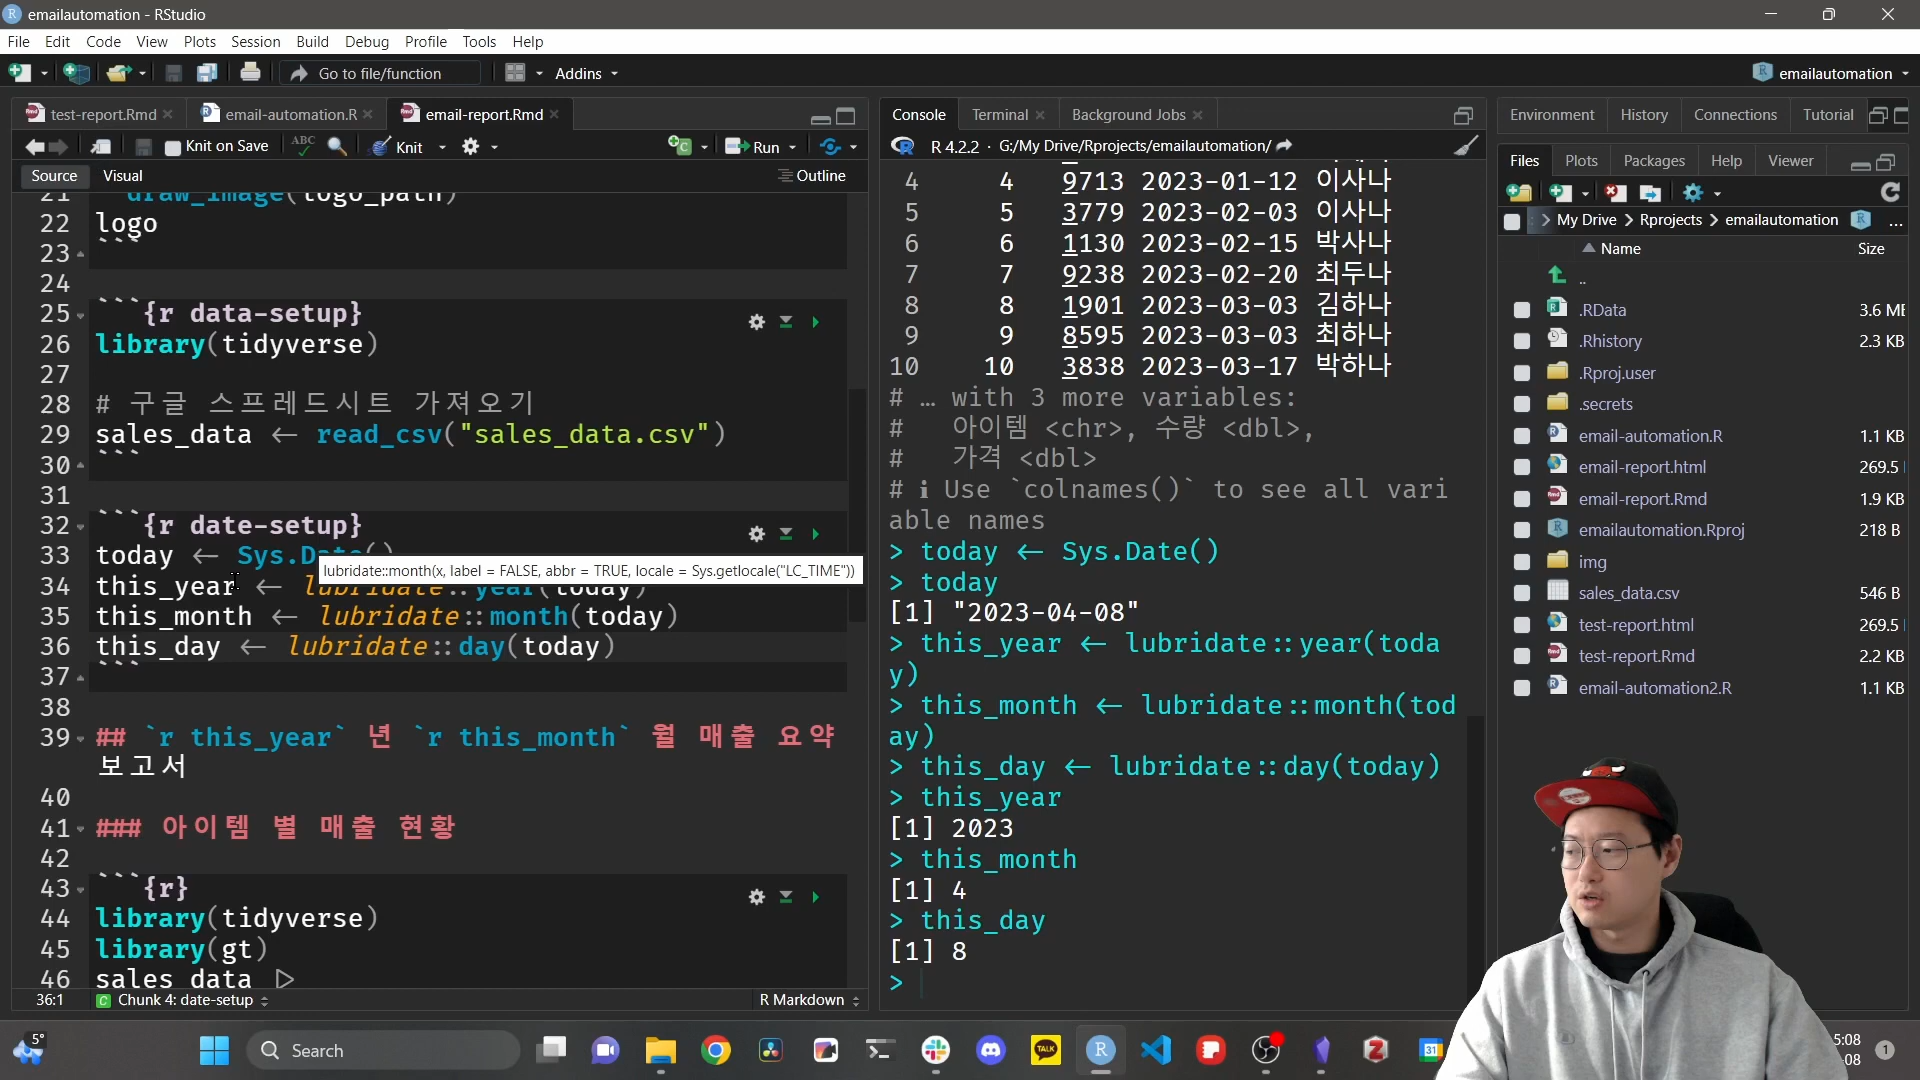 emailautomation - RStudio
File Edit Code View Plots Session Build Debug Profile Tools Help
Go to file/function Addins emailautomation
test-report.Rmd email-automation.R email-report.Rmd
Knit on Save ABC Knit Run
Source Visual Outline
21 draw_image(logo_path)
22 logo
23 ```
24
25 ```{r data-setup}
26 library(tidyverse)
27
28 # 구글 스프레드시트 가져오기
29 sales_data <- read_csv("sales_data.csv")
30 ```
31
32 ```{r date-setup}
33 today <- Sys.Date()
lubridate::month(x, label = FALSE, abbr = TRUE, locale = Sys.getlocale("LC_TIME"))
34 this_year <- lubridate::year(today)
35 this_month <- lubridate::month(today)
36 this_day <- lubridate::day(today)
37 ```
38
39 ## `r this_year` 년 `r this_month` 월 매출 요약
보고서
40
41 ### 아이템 별 매출 현황
42
43 ```{r}
44 library(tidyverse)
45 library(gt)
46 sales_data |>
36:1 Chunk 4: date-setup R Markdown
Console Terminal Background Jobs
R 4.2.2 · G:/My Drive/Rprojects/emailautomation/
4 4 9713 2023-01-12 이사나
5 5 3779 2023-02-03 이사나
6 6 1130 2023-02-15 박사나
7 7 9238 2023-02-20 최두나
8 8 1901 2023-03-03 김하나
9 9 8595 2023-03-03 최하나
10 10 3838 2023-03-17 박하나
# … with 3 more variables:
# 아이템 <chr>, 수량 <dbl>,
# 가격 <dbl>
# ℹ Use `colnames()` to see all vari
able names
> today <- Sys.Date()
> today
[1] "2023-04-08"
> this_year <- lubridate::year(toda
y)
> this_month <- lubridate::month(tod
ay)
> this_day <- lubridate::day(today)
> this_year
[1] 2023
> this_month
[1] 4
> this_day
[1] 8
>
Environment History Connections Tutorial
Files Plots Packages Help Viewer
My Drive > Rprojects > emailautomation ...
Name Size
..
.RData 3.6 ME
.Rhistory 2.3 KB
.Rproj.user
.secrets
email-automation.R 1.1 KB
email-report.html 269.5
email-report.Rmd 1.9 KB
emailautomation.Rproj 218 B
img
sales_data.csv 546 B
test-report.html 269.5
test-report.Rmd 2.2 KB
email-automation2.R 1.1 KB
5°
Search
TALK
31
5:08
-08
1